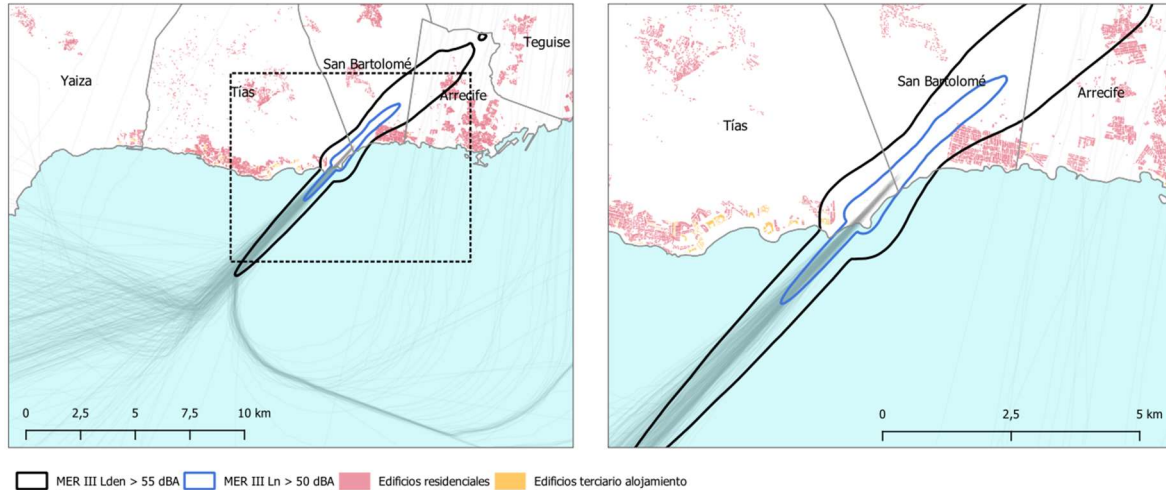 Teguise
San Bartolomé
Yaiza
Tías
Arrecife
0 2,5 5 7,5 10 km
San Bartolomé
Arrecife
Tías
0 2,5 5 km
MER III Lden > 55 dBA MER III Ln > 50 dBA Edificios residenciales Edificios terciario alojamiento